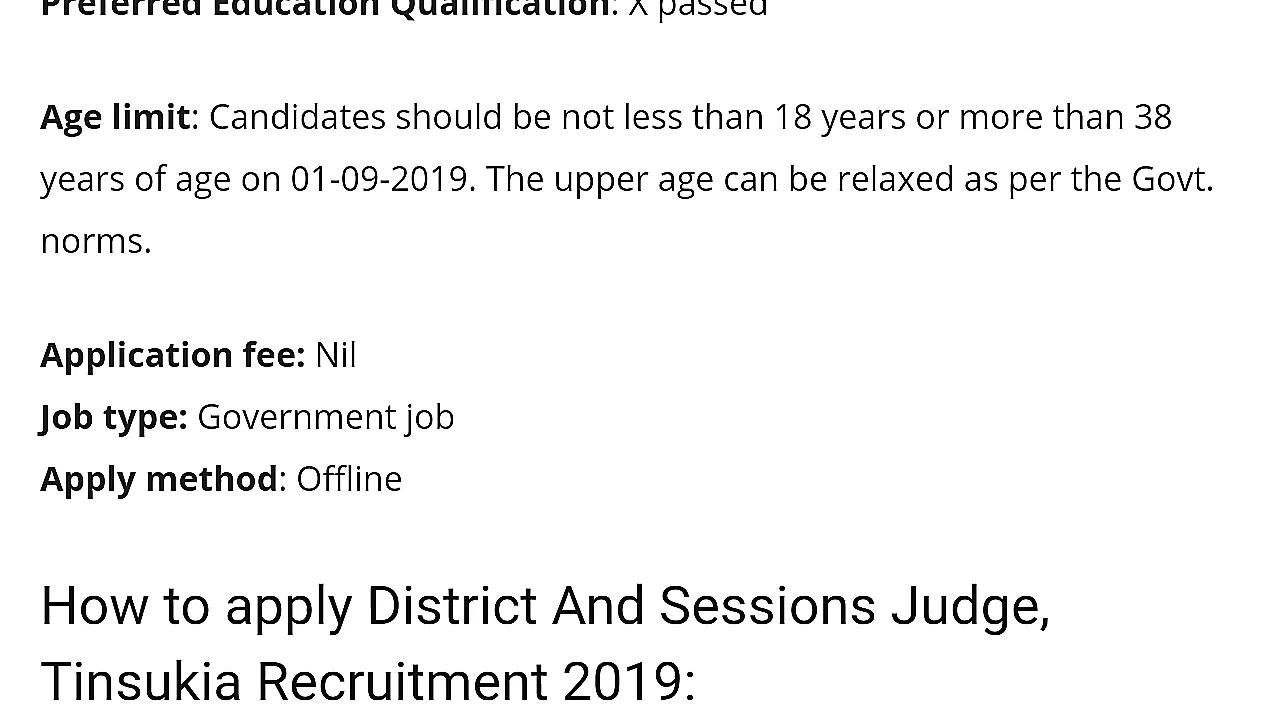 Preferred Education Qualification: X passed
Age limit: Candidates should be not less than 18 years or more than 38
years of age on 01-09-2019. The upper age can be relaxed as per the Govt.
norms.
Application fee: Nil
Job type: Government job
Apply method: Offline
How to apply District And Sessions Judge,
Tinsukia Recruitment 2019: